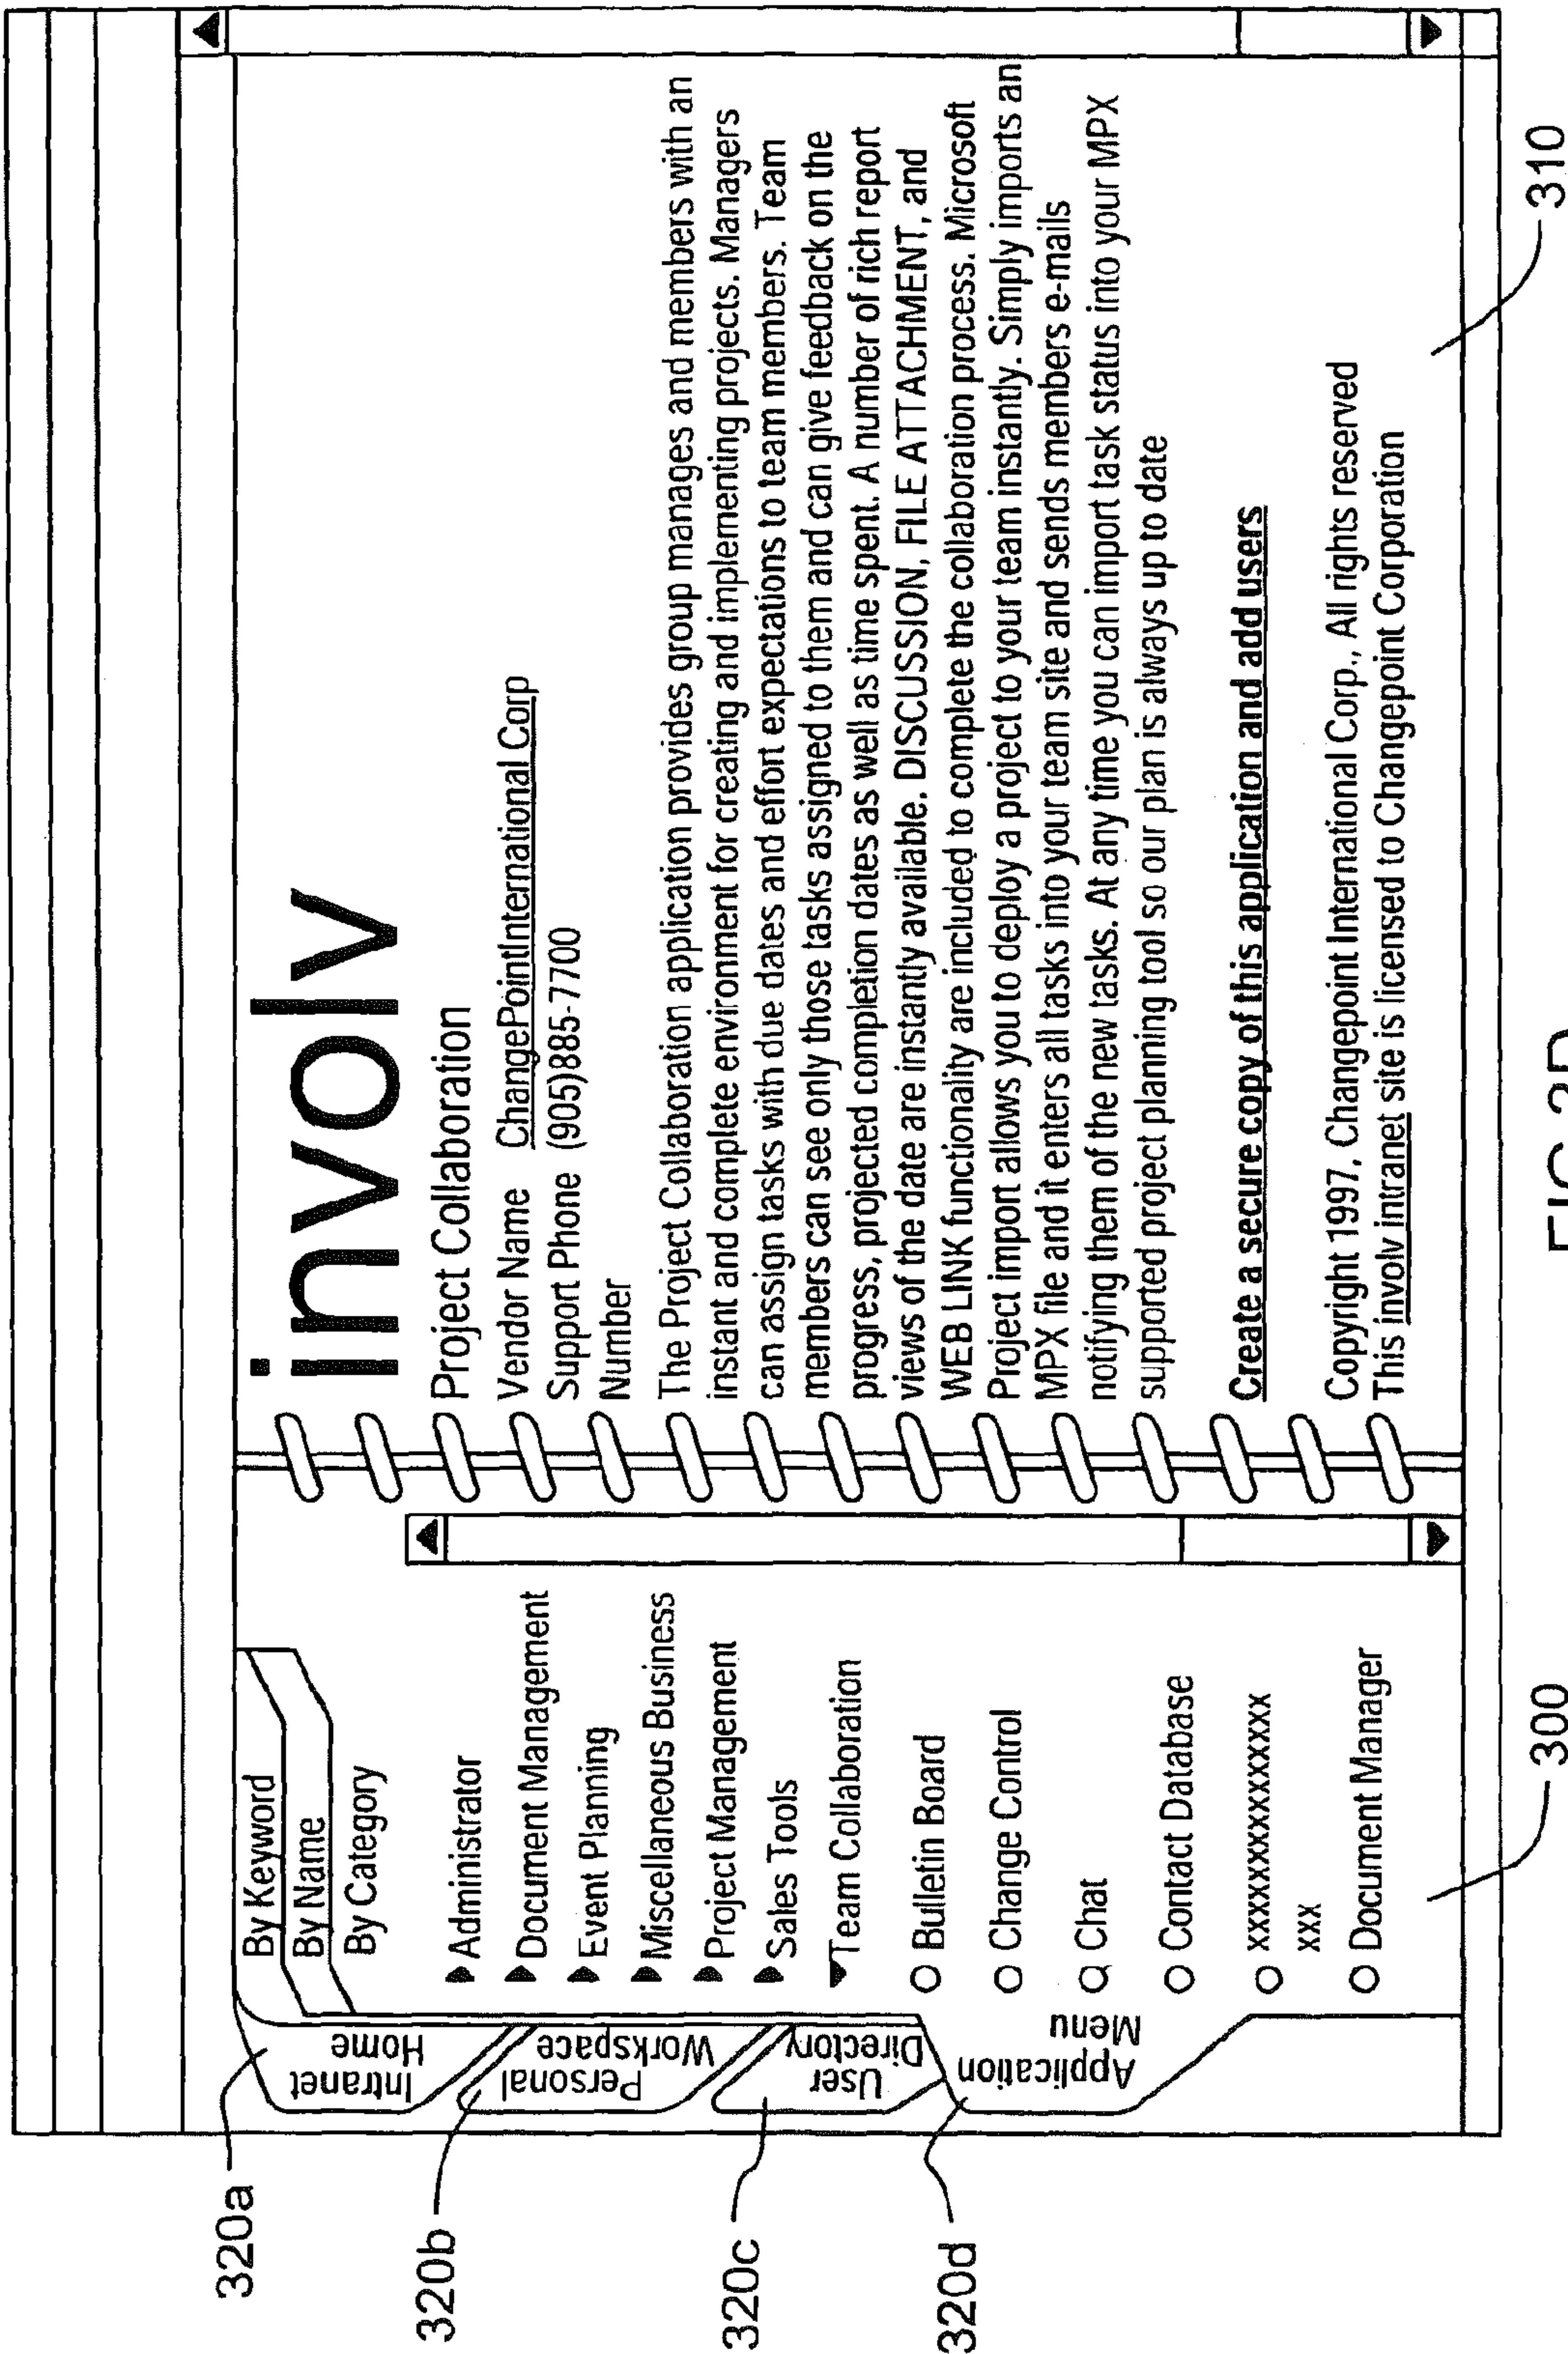 320a
320b
320c
320d
Intranet
Home
Personal
Workspace
User
Directory
Application
Menu
By Keyword
By Name
By Category
Administrator
Document Management
Event Planning
Miscellaneous Business
Project Management
Sales Tools
Team Collaboration
Bulletin Board
Change Control
Chat
Contact Database
xxxxxxxxxxxxxxx
xxx
Document Manager
300
involv
Project Collaboration
Vendor Name ChangePointInternational Corp
Support Phone (905)885-7700
Number
The Project Collaboration application provides group manages and members with an
instant and complete environment for creating and implementing projects. Managers
can assign tasks with due dates and effort expectations to team members. Team
members can see only those tasks assigned to them and can give feedback on the
progress, projected completion dates as well as time spent. A number of rich report
views of the date are instantly available. DISCUSSION, FILE ATTACHMENT, and
WEB LINK functionality are included to complete the collaboration process. Microsoft
Project import allows you to deploy a project to your team instantly. Simply imports an
MPX file and it enters all tasks into your team site and sends members e-mails
notifying them of the new tasks. At any time you can import task status into your MPX
supported project planning tool so our plan is always up to date
Create a secure copy of this application and add users
Copyright 1997, Changepoint International Corp., All rights reserved
This involv intranet site is licensed to Changepoint Corporation
310